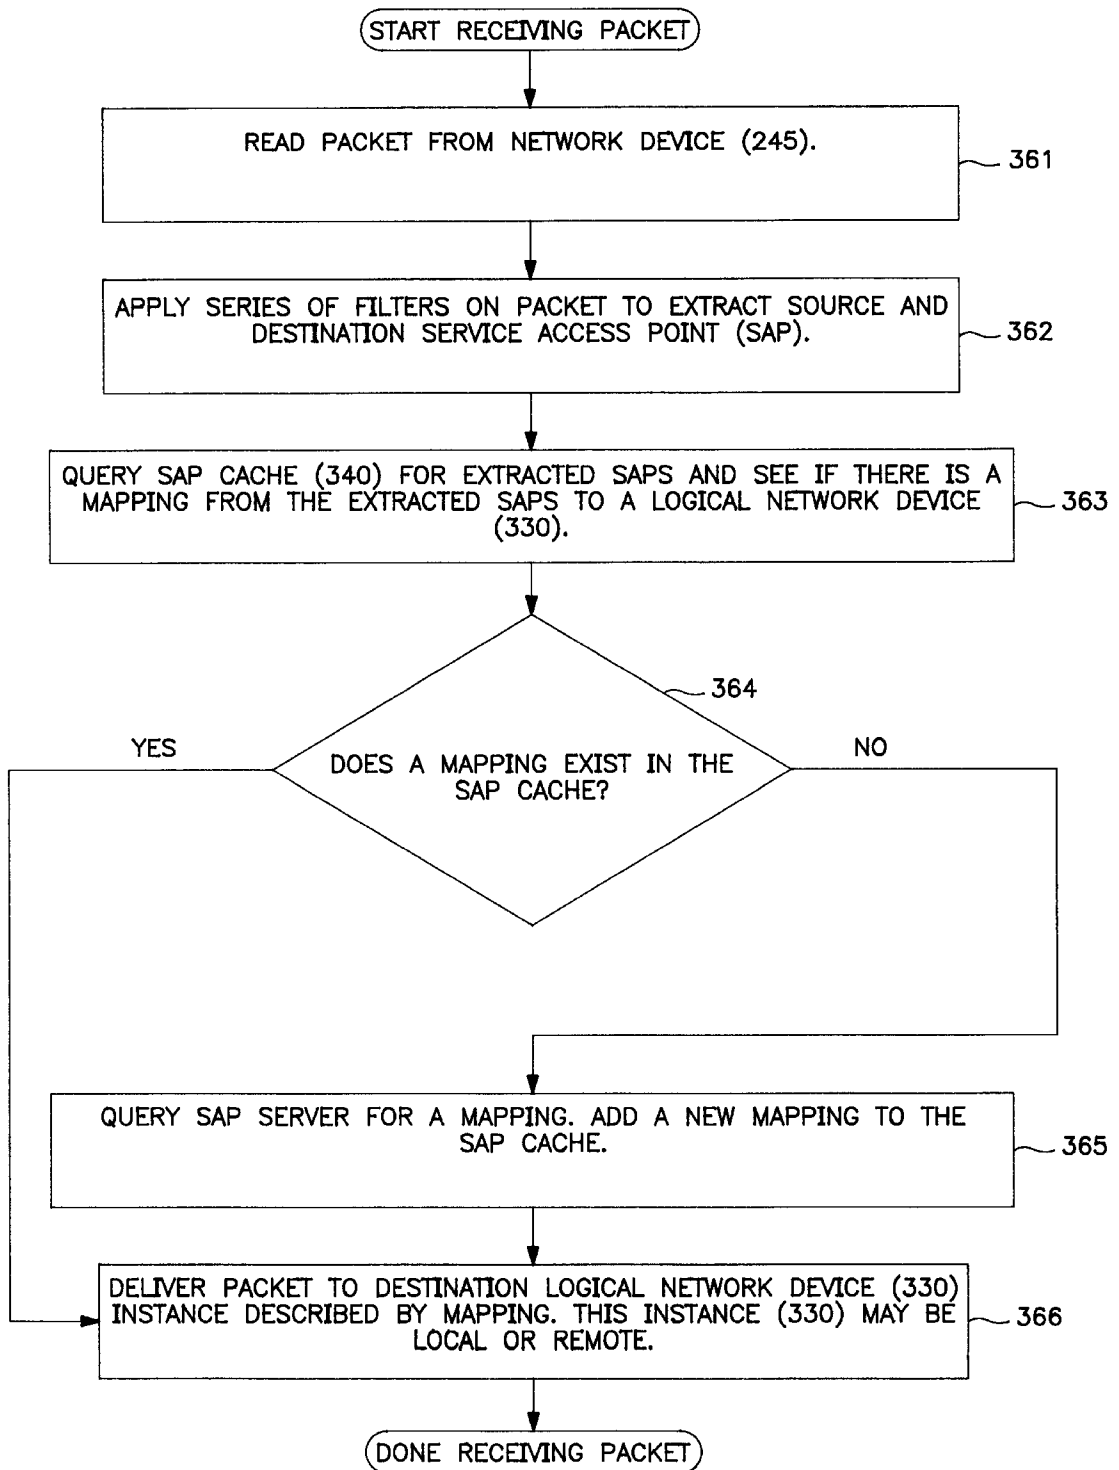 START RECEIVING PACKET
READ PACKET FROM NETWORK DEVICE (245).
361
APPLY SERIES OF FILTERS ON PACKET TO EXTRACT SOURCE AND
DESTINATION SERVICE ACCESS POINT (SAP).
362
QUERY SAP CACHE (340) FOR EXTRACTED SAPS AND SEE IF THERE IS A
MAPPING FROM THE EXTRACTED SAPS TO A LOGICAL NETWORK DEVICE
(330).
363
364
YES
NO
DOES A MAPPING EXIST IN THE
SAP CACHE?
QUERY SAP SERVER FOR A MAPPING. ADD A NEW MAPPING TO THE
SAP CACHE.
365
DELIVER PACKET TO DESTINATION LOGICAL NETWORK DEVICE (330)
INSTANCE DESCRIBED BY MAPPING. THIS INSTANCE (330) MAY BE
LOCAL OR REMOTE.
366
DONE RECEIVING PACKET